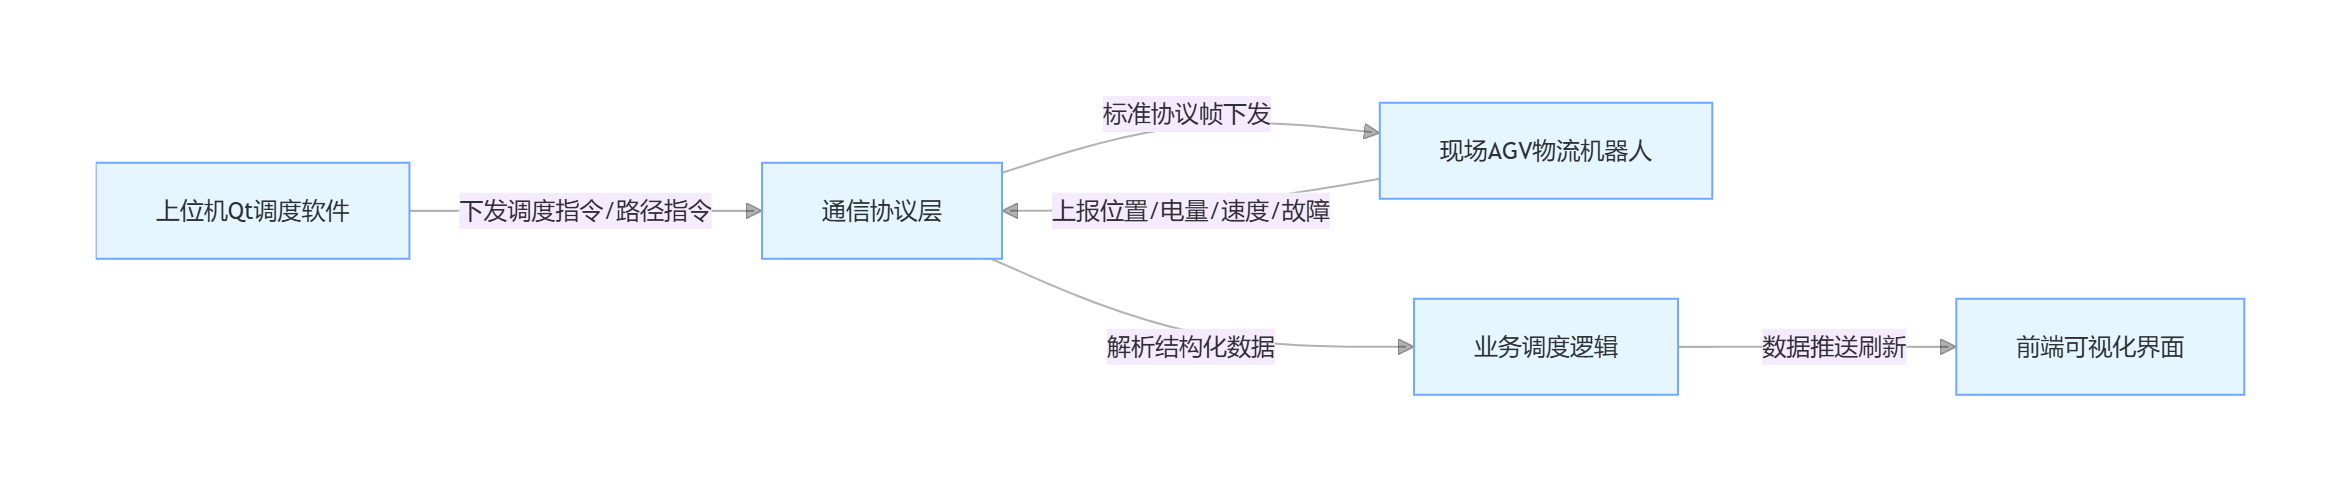 标准协议帧下发
现场AGV物流机器人
上位机Qt调度软件
下发调度指令/路径指令
通信协议层
上报位置/电量/速度/故障
解析结构化数据
业务调度逻辑
数据推送刷新
前端可视化界面